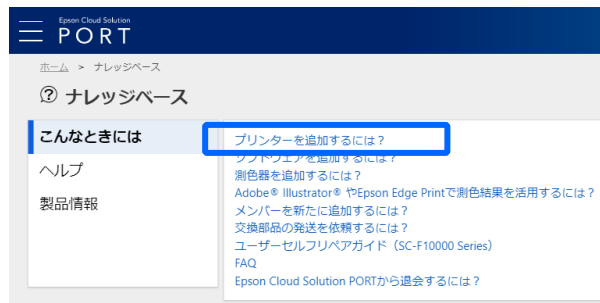 Epson Cloud Solution
PORT
ホーム > ナレッジベース
ナレッジベース
こんなときには
ヘルプ
製品情報
プリンターを追加するには？
ソフトウェアを追加するには？
測色器を追加するには？
Adobe® Illustrator® やEpson Edge Printで測色結果を活用するには？
メンバーを新たに追加するには？
交換部品の発送を依頼するには？
ユーザーセルフリペアガイド（SC-F10000 Series）
FAQ
Epson Cloud Solution PORTから退会するには？